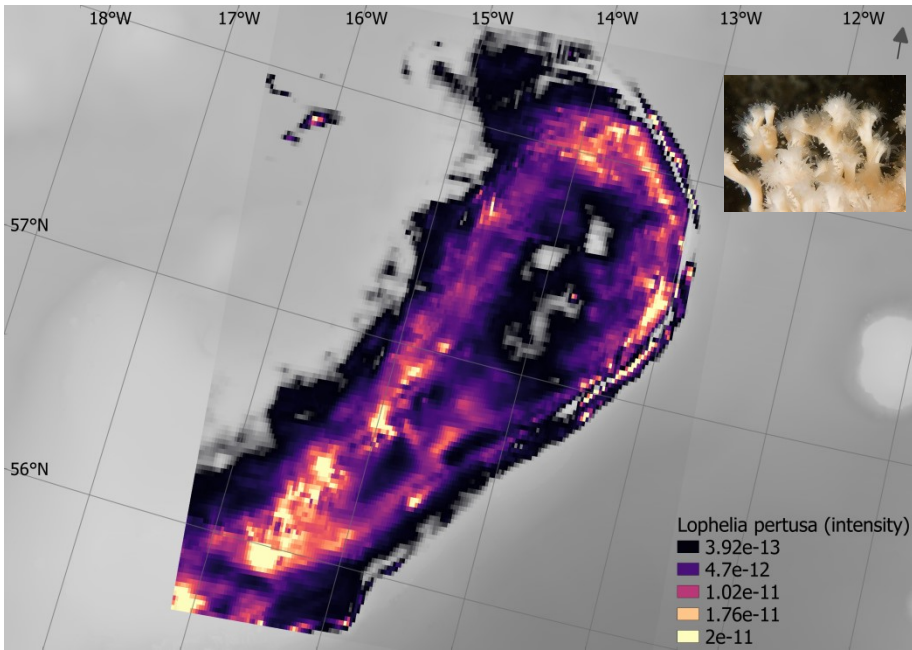 18°W 17°W 16°W 15°W 14°W 13°W 12°W
57°N
56°N
Lophelia pertusa (intensity)
3.92e-13
4.7e-12
1.02e-11
1.76e-11
2e-11